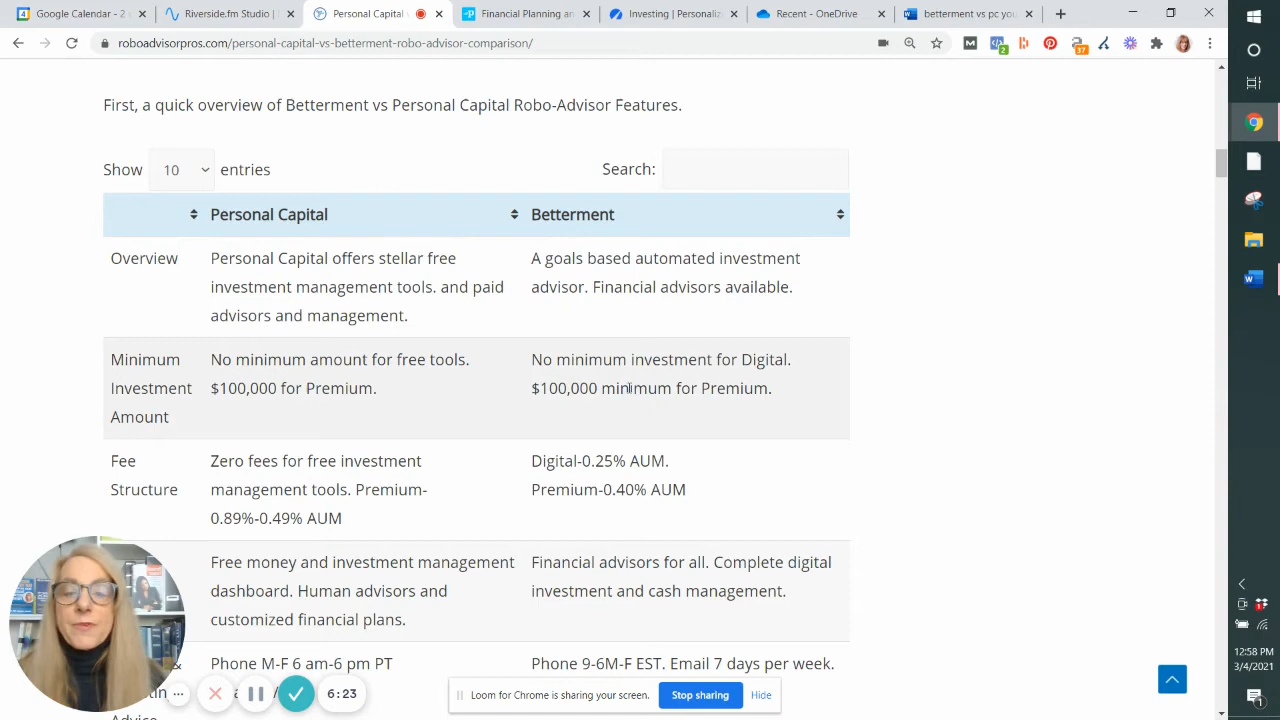 Google Calendar - 2
Riverside.fm Studio |
Personal Capital
Financial Planning an
Investing | Personaliz
Recent - OneDrive
betterment vs pc you
roboadvisorpros.com/personal-capital-vs-betterment-robo-advisor-comparison/
2
37
First, a quick overview of Betterment vs Personal Capital Robo-Advisor Features.
Show 10 entries
Search:
Personal Capital
Betterment
Overview
Personal Capital offers stellar free
investment management tools. and paid
advisors and management.
A goals based automated investment
advisor. Financial advisors available.
Minimum
Investment
Amount
No minimum amount for free tools.
$100,000 for Premium.
No minimum investment for Digital.
$100,000 minimum for Premium.
Fee
Structure
Zero fees for free investment
management tools. Premium-
0.89%-0.49% AUM
Digital-0.25% AUM.
Premium-0.40% AUM
Free money and investment management
dashboard. Human advisors and
customized financial plans.
Financial advisors for all. Complete digital
investment and cash management.
Phone M-F 6 am-6 pm PT
Phone 9-6M-F EST. Email 7 days per week.
6:23
Loom for Chrome is sharing your screen.
Stop sharing
Hide
12:58 PM
3/4/2021
1